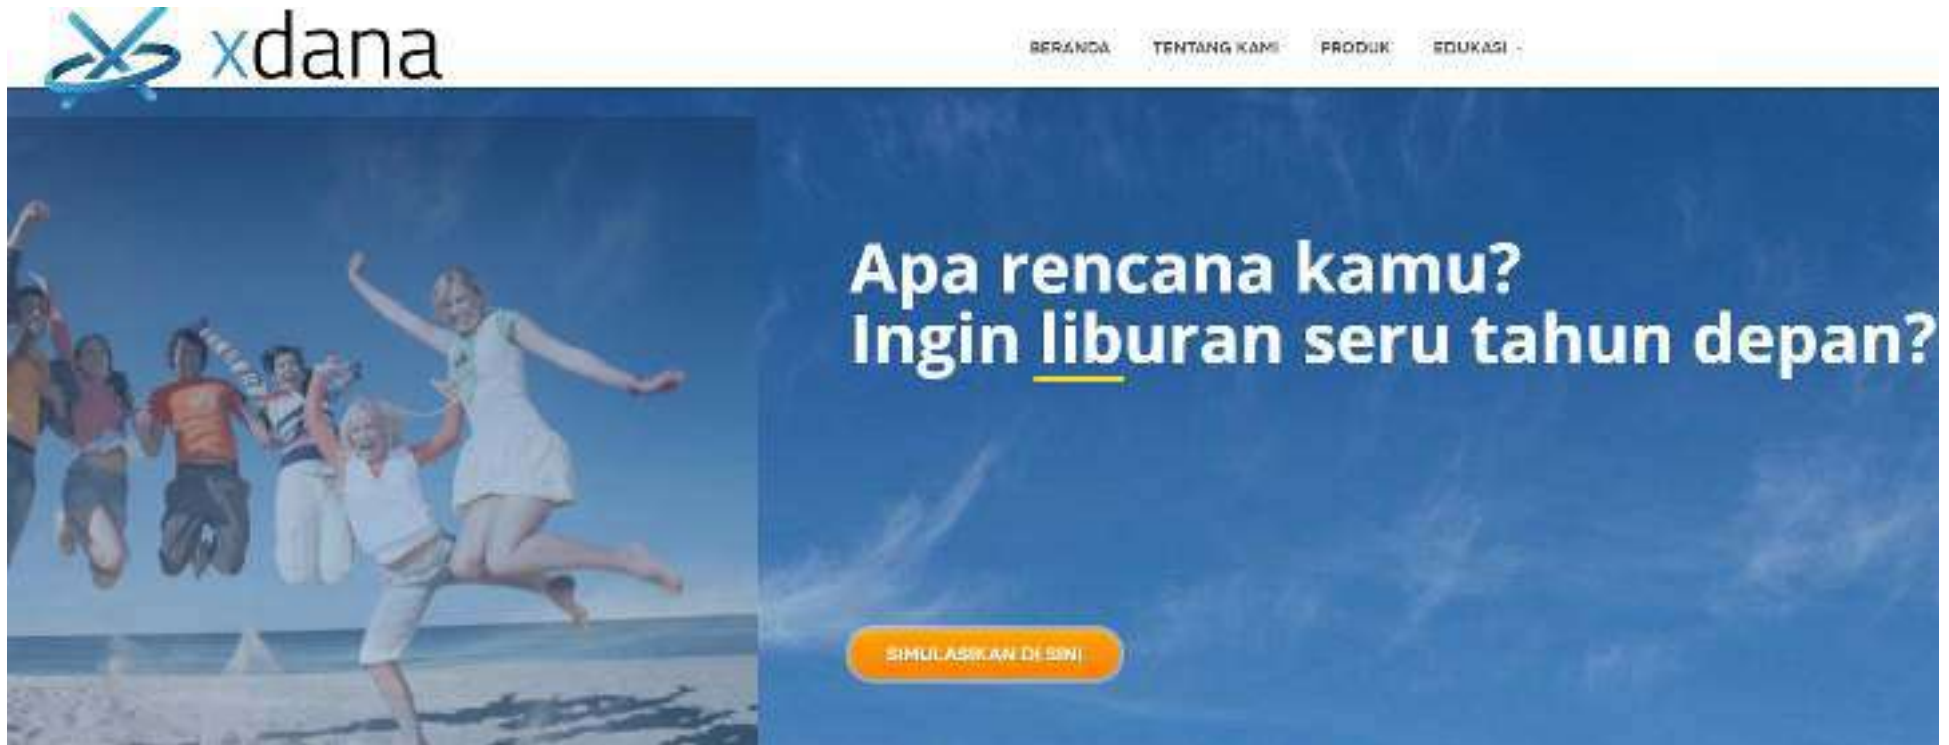 xdana
BERANDA TENTANG KAMI PRODUK EDUKASI
Apa rencana kamu?
Ingin liburan seru tahun depan?
SIMULASIKAN DI SINI